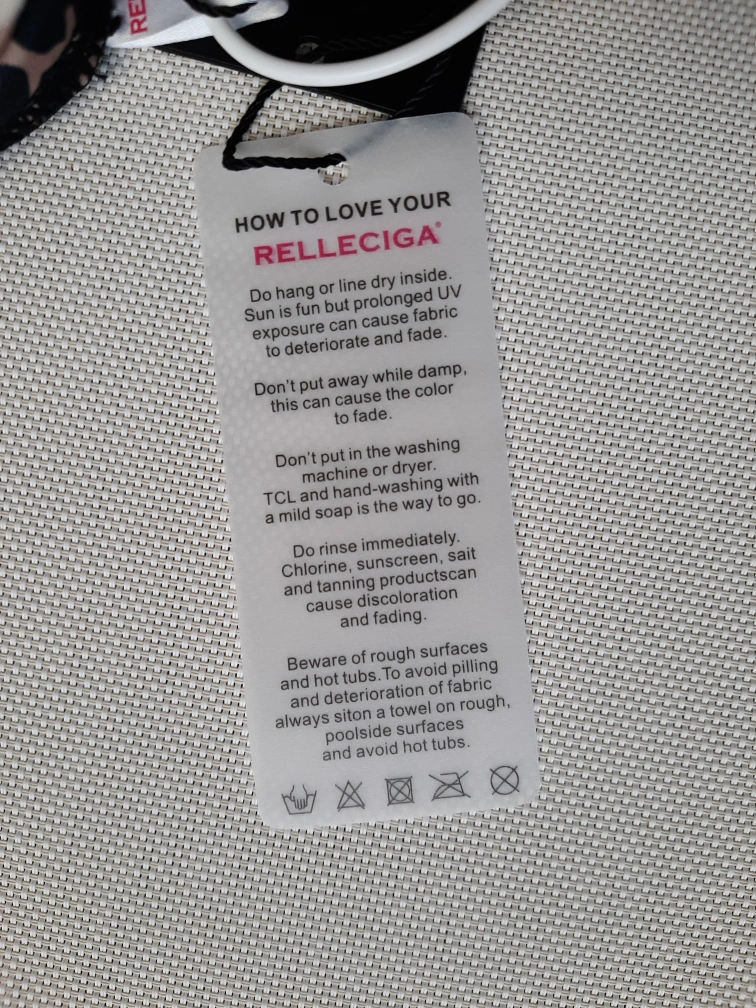 RE
HOW TO LOVE YOUR
RELLECIGA®
Do hang or line dry inside.
Sun is fun but prolonged UV
exposure can cause fabric
to deteriorate and fade.
Don't put away while damp,
this can cause the color
to fade.
Don't put in the washing
machine or dryer.
TCL and hand-washing with
a mild soap is the way to go.
Do rinse immediately.
Chlorine, sunscreen, sait
and tanning productscan
cause discoloration
and fading.
Beware of rough surfaces
and hot tubs.To avoid pilling
and deterioration of fabric
always siton a towel on rough,
poolside surfaces
and avoid hot tubs.